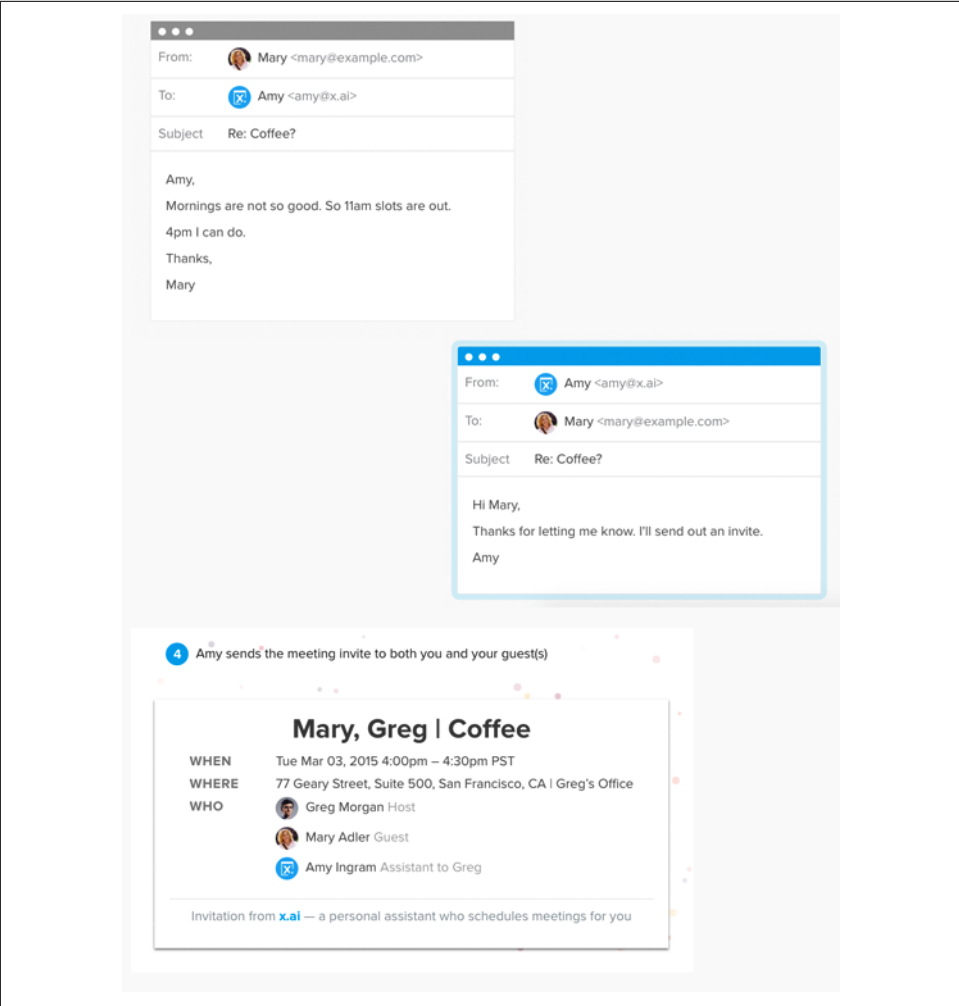 From: Mary <mary@example.com>
To: Amy <amy@x.ai>
Subject Re: Coffee?
Amy,
Mornings are not so good. So 11am slots are out.
4pm I can do.
Thanks,
Mary
From: Amy <amy@x.ai>
To: Mary <mary@example.com>
Subject Re: Coffee?
Hi Mary,
Thanks for letting me know. I'll send out an invite.
Amy
4 Amy sends the meeting invite to both you and your guest(s)
Mary, Greg | Coffee
WHEN Tue Mar 03, 2015 4:00pm – 4:30pm PST
WHERE 77 Geary Street, Suite 500, San Francisco, CA | Greg's Office
WHO Greg Morgan Host
Mary Adler Guest
Amy Ingram Assistant to Greg
Invitation from x.ai — a personal assistant who schedules meetings for you